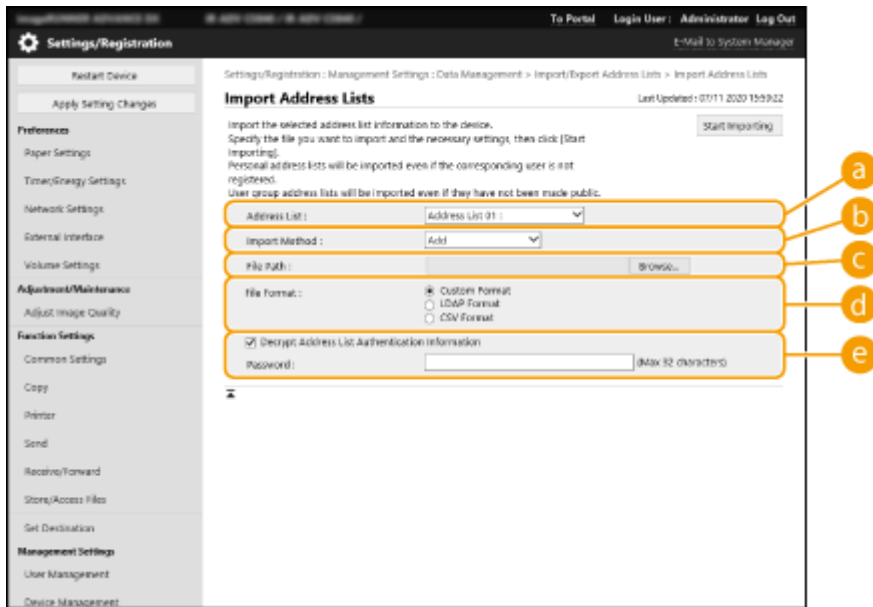 To Portal Login User : Administrator Log Out
Settings/Registration
E-Mail to System Manager
Restart Device
Apply Setting Changes
Preferences
Paper Settings
Timer/Energy Settings
Network Settings
External Interface
Volume Settings
Adjustment/Maintenance
Adjust Image Quality
Function Settings
Common Settings
Copy
Printer
Send
Receive/Forward
Store/Access Files
Set Destination
Management Settings
User Management
Device Management
Settings/Registration : Management Settings : Data Management > Import/Export Address Lists > Import Address Lists
Import Address Lists
Last Updated : 07/11 2020 15:59:22
Import the selected address list information to the device.
Specify the file you want to import and the necessary settings, then click [Start
Importing].
Personal address lists will be imported even if the corresponding user is not
registered.
User group address lists will be imported even if they have not been made public.
Start Importing
Address List : Address List 01 :
a
Import Method : Add
b
File Path : Browse...
c
File Format : Custom Format
LDAP Format
CSV Format
d
Decrypt Address List Authentication Information
Password : (Max 32 characters)
e